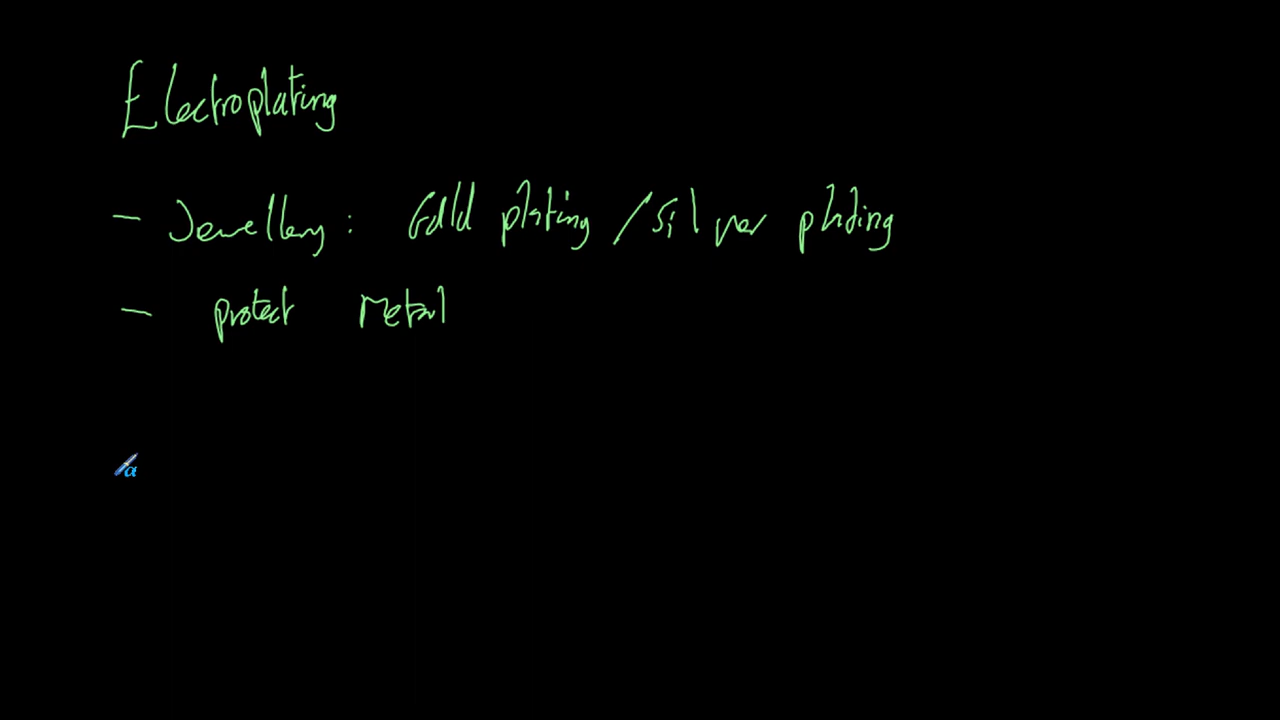 Electroplating
- Jewellery: Gold plating / Silver plating
- protect Metal